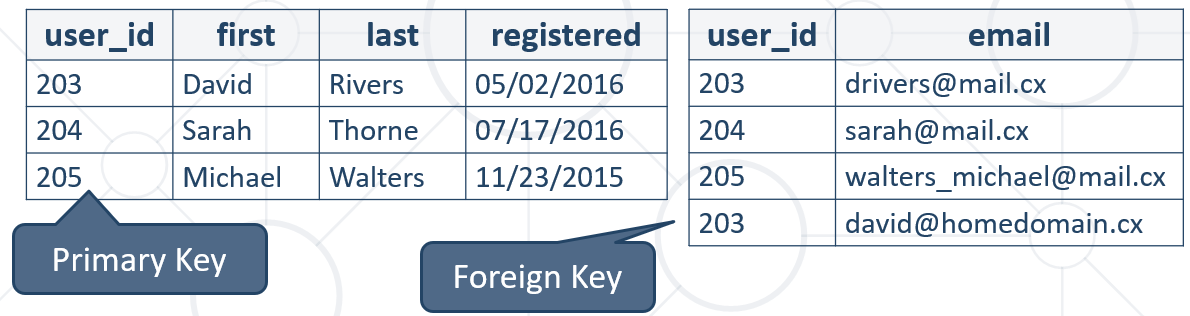 user_id first last registered
203 David Rivers 05/02/2016
204 Sarah Thorne 07/17/2016
205 Michael Walters 11/23/2015
Primary Key
user_id email
203 drivers@mail.cx
204 sarah@mail.cx
205 walters_michael@mail.cx
203 david@homedomain.cx
Foreign Key